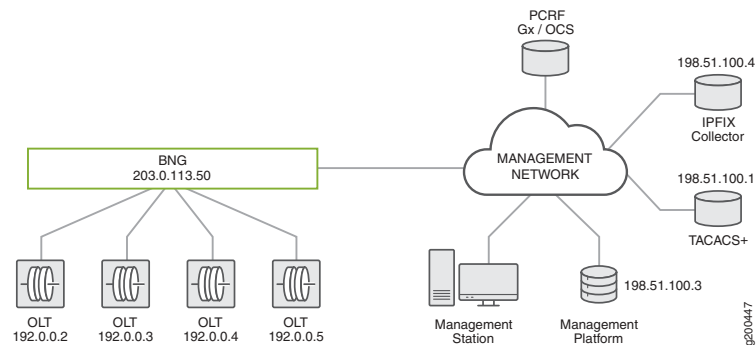 PCRF
Gx / OCS
198.51.100.4
IPFIX
Collector
BNG
203.0.113.50
MANAGEMENT
NETWORK
198.51.100.1
TACACS+
OLT
192.0.0.2
OLT
192.0.0.3
OLT
192.0.0.4
OLT
192.0.0.5
Management
Station
Management
Platform
198.51.100.3
g200447